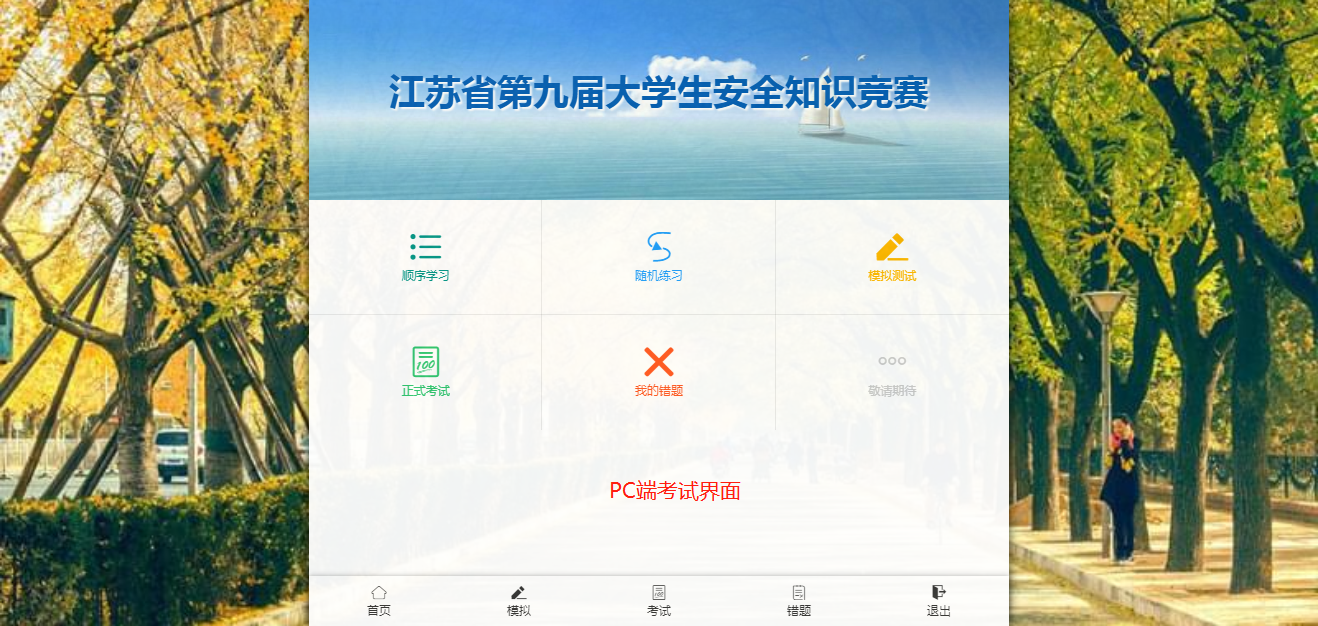 江苏省第九届大学生安全知识竞赛
顺序学习
随机练习
模拟测试
100
正式考试
我的错题
敬请期待
PC端考试界面
首页
模拟
考试
错题
退出